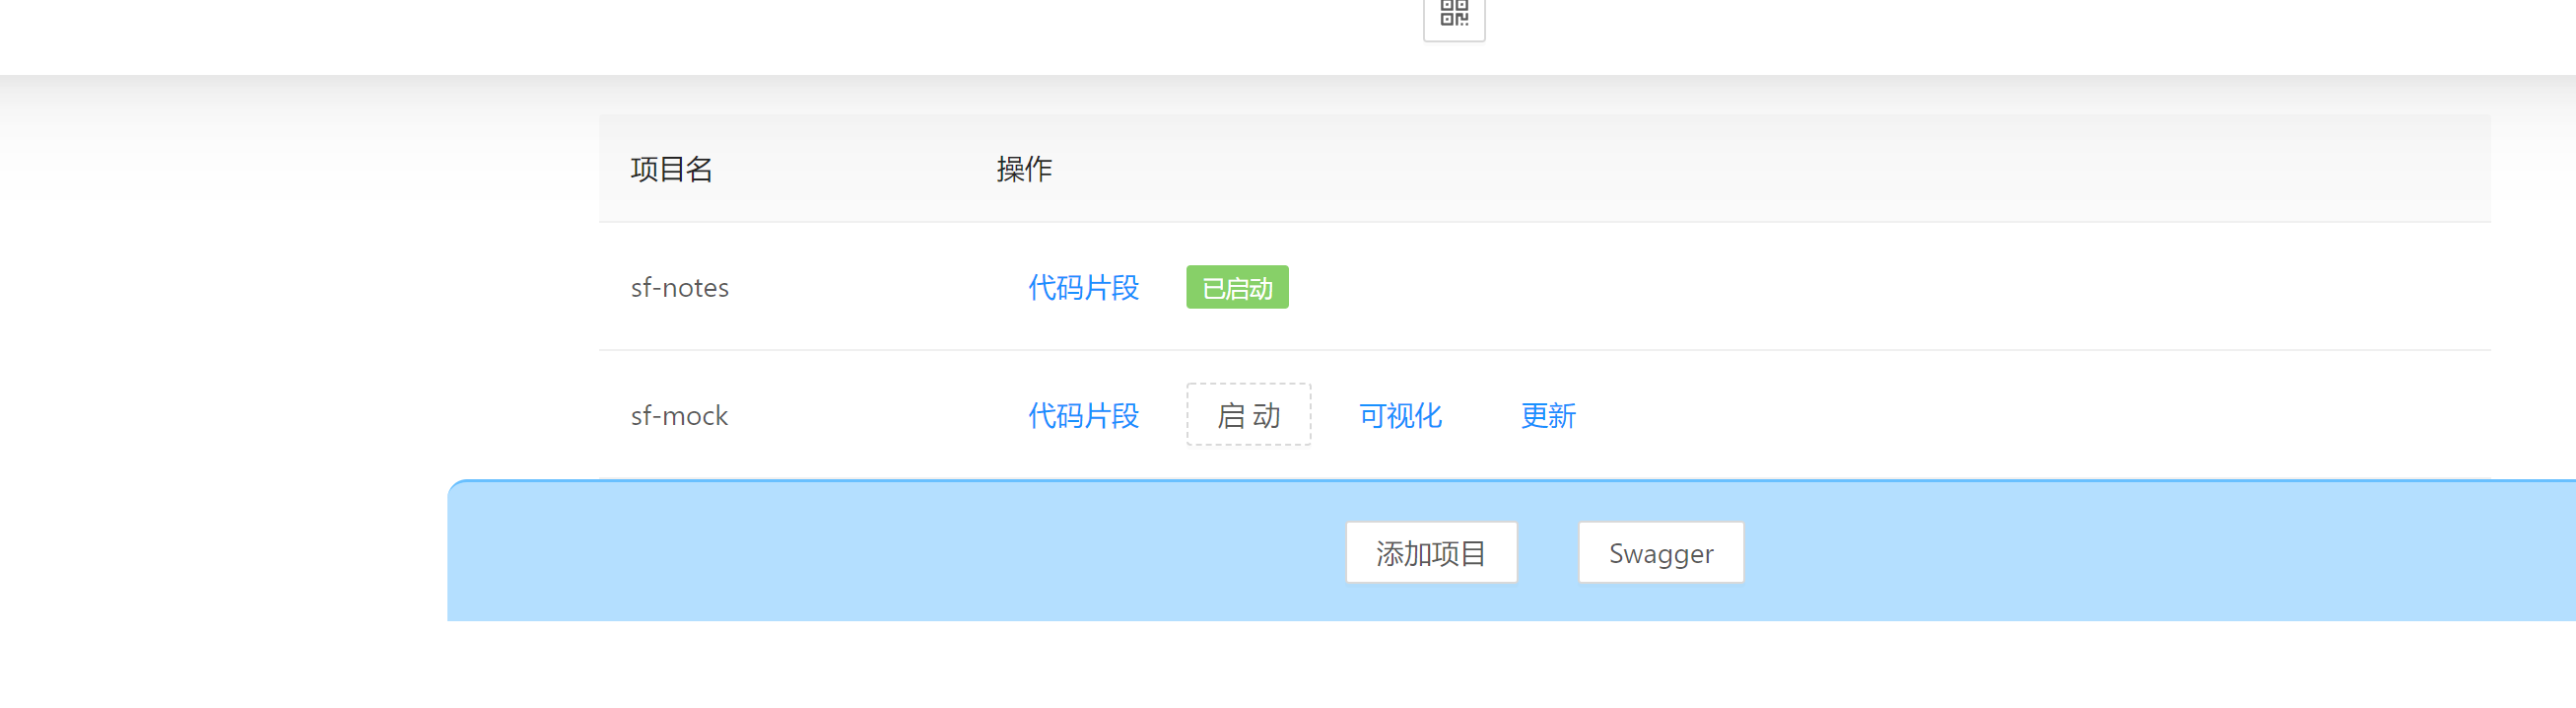 项目名 操作
sf-notes 代码片段 已启动
sf-mock 代码片段 启 动 可视化 更新
添加项目 Swagger